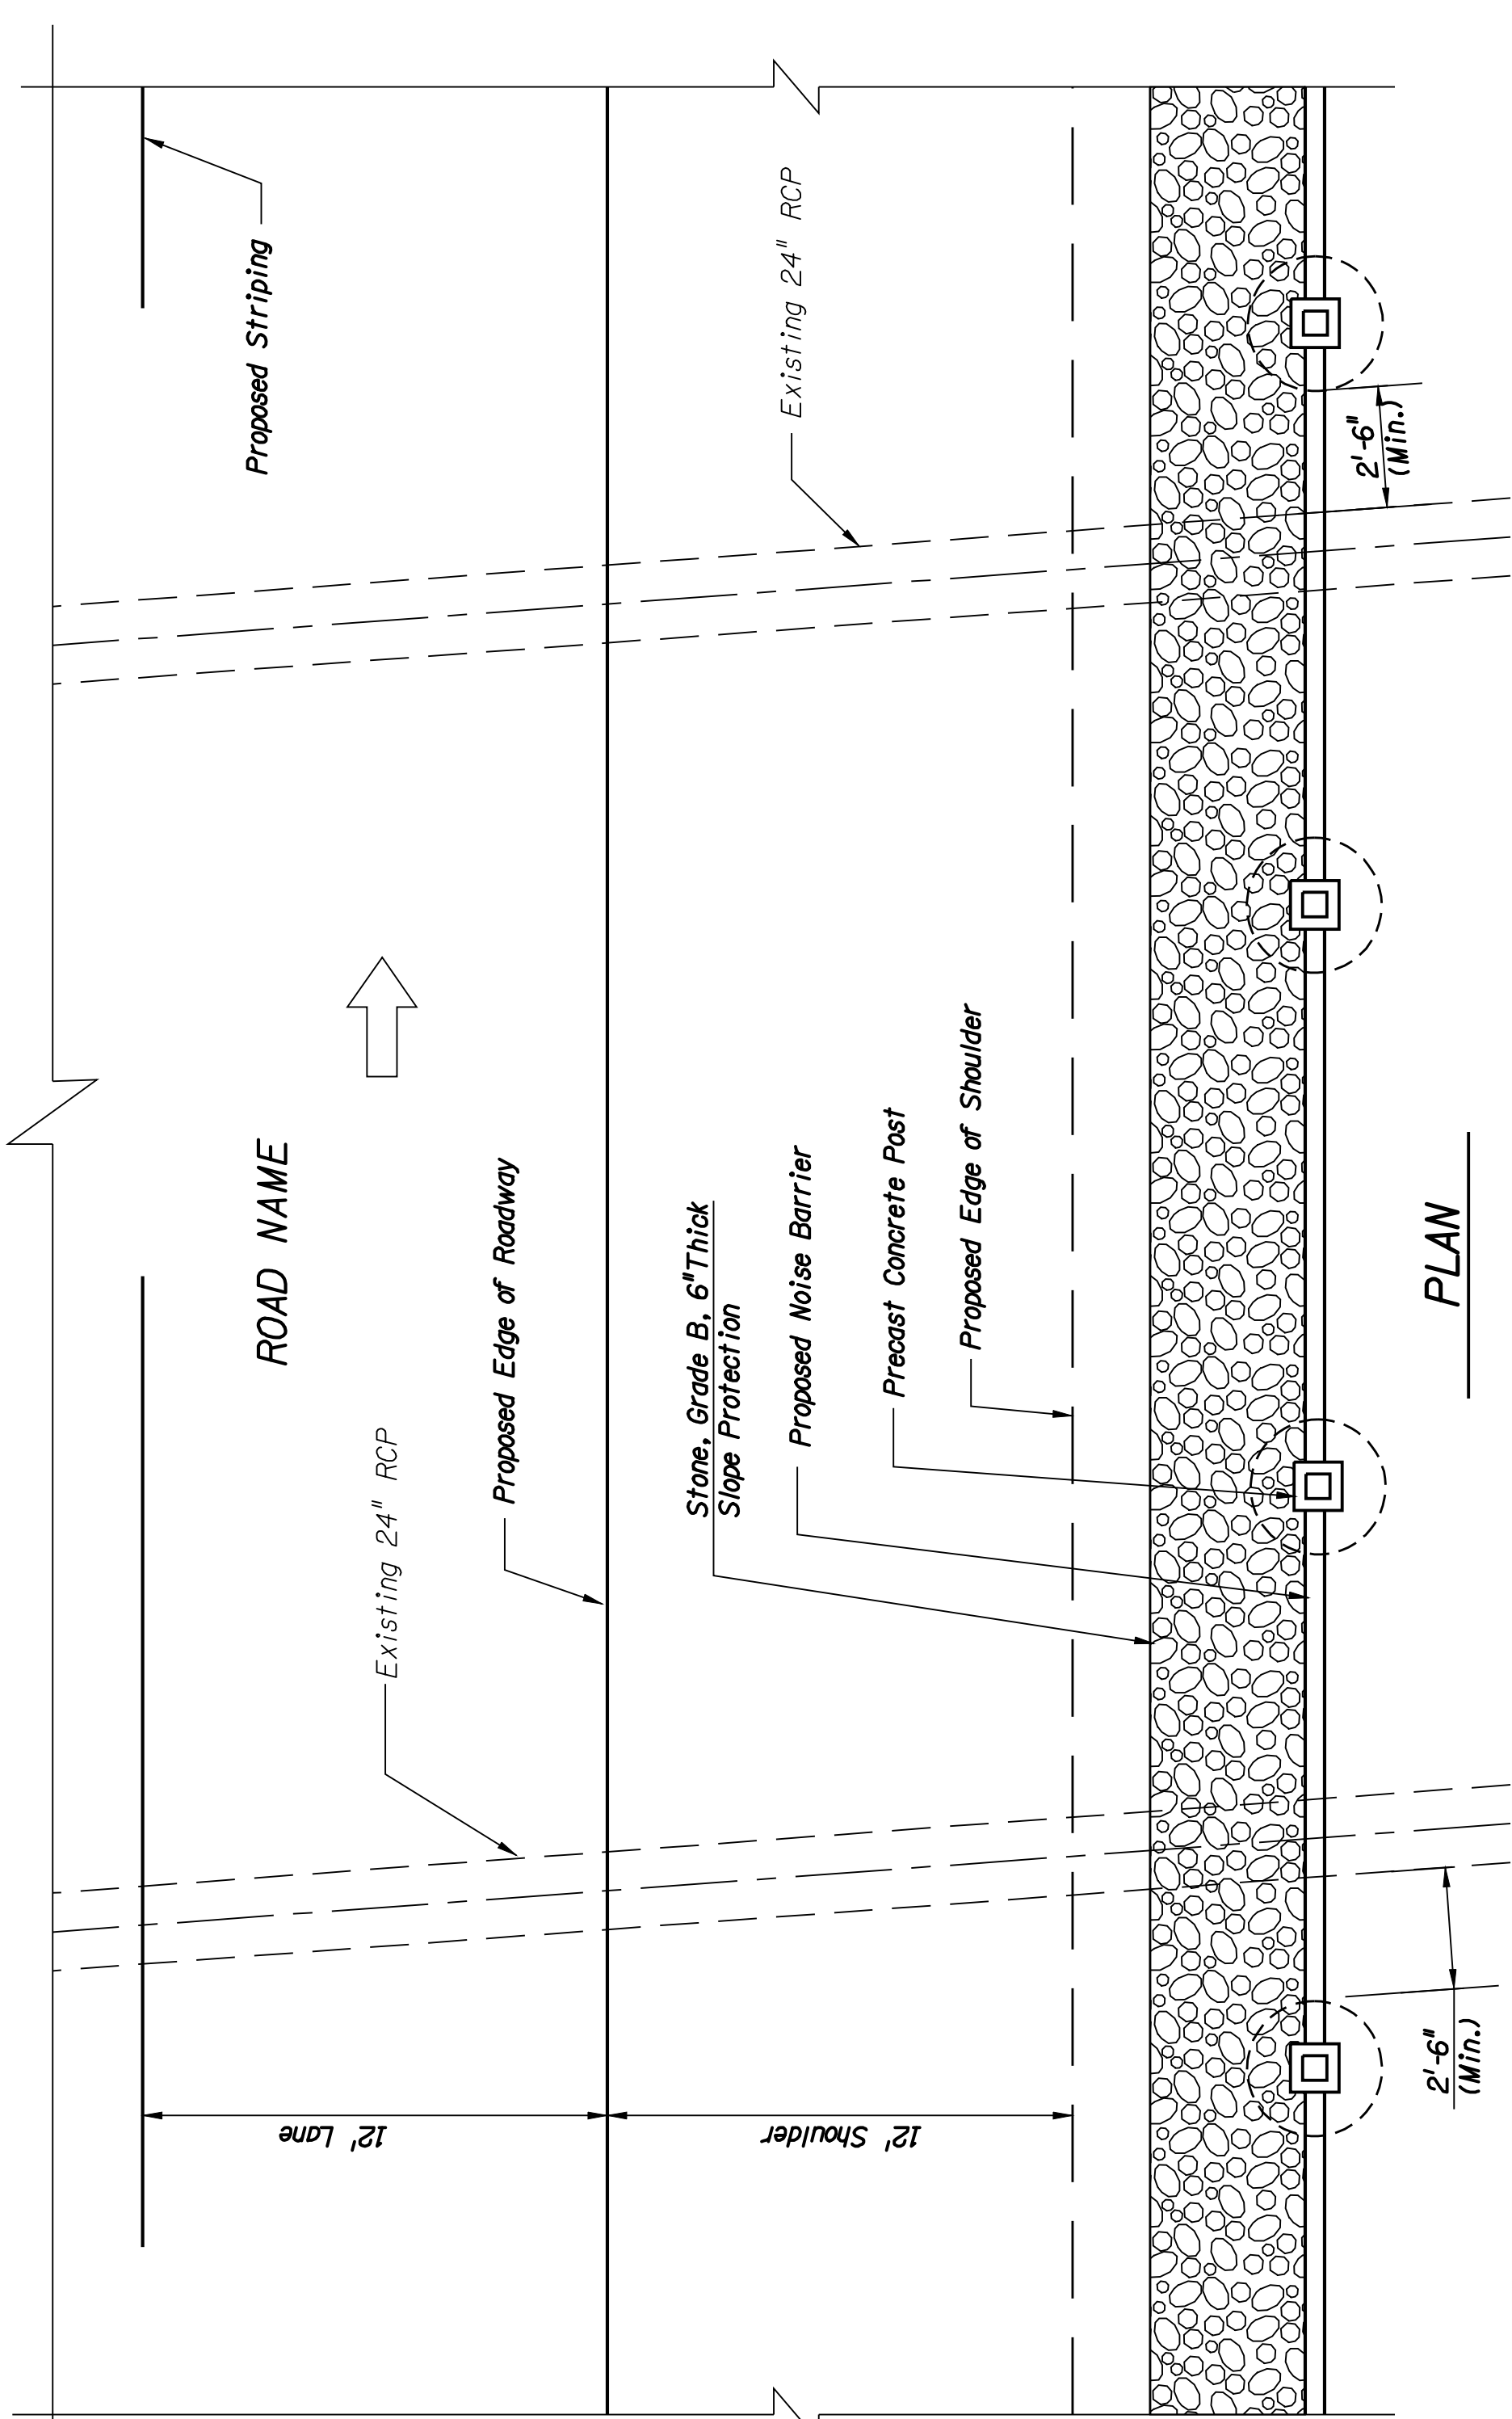 Proposed Striping
Existing 24" RCP
2'-6"
(Min.)
ROAD NAME
Proposed Edge of Roadway
Existing 24" RCP
Stone, Grade B, 6" Thick
Slope Protection
Proposed Noise Barrier
Precast Concrete Post
Proposed Edge of Shoulder
PLAN
12' Lane
12' Shoulder
2'-6"
(Min.)